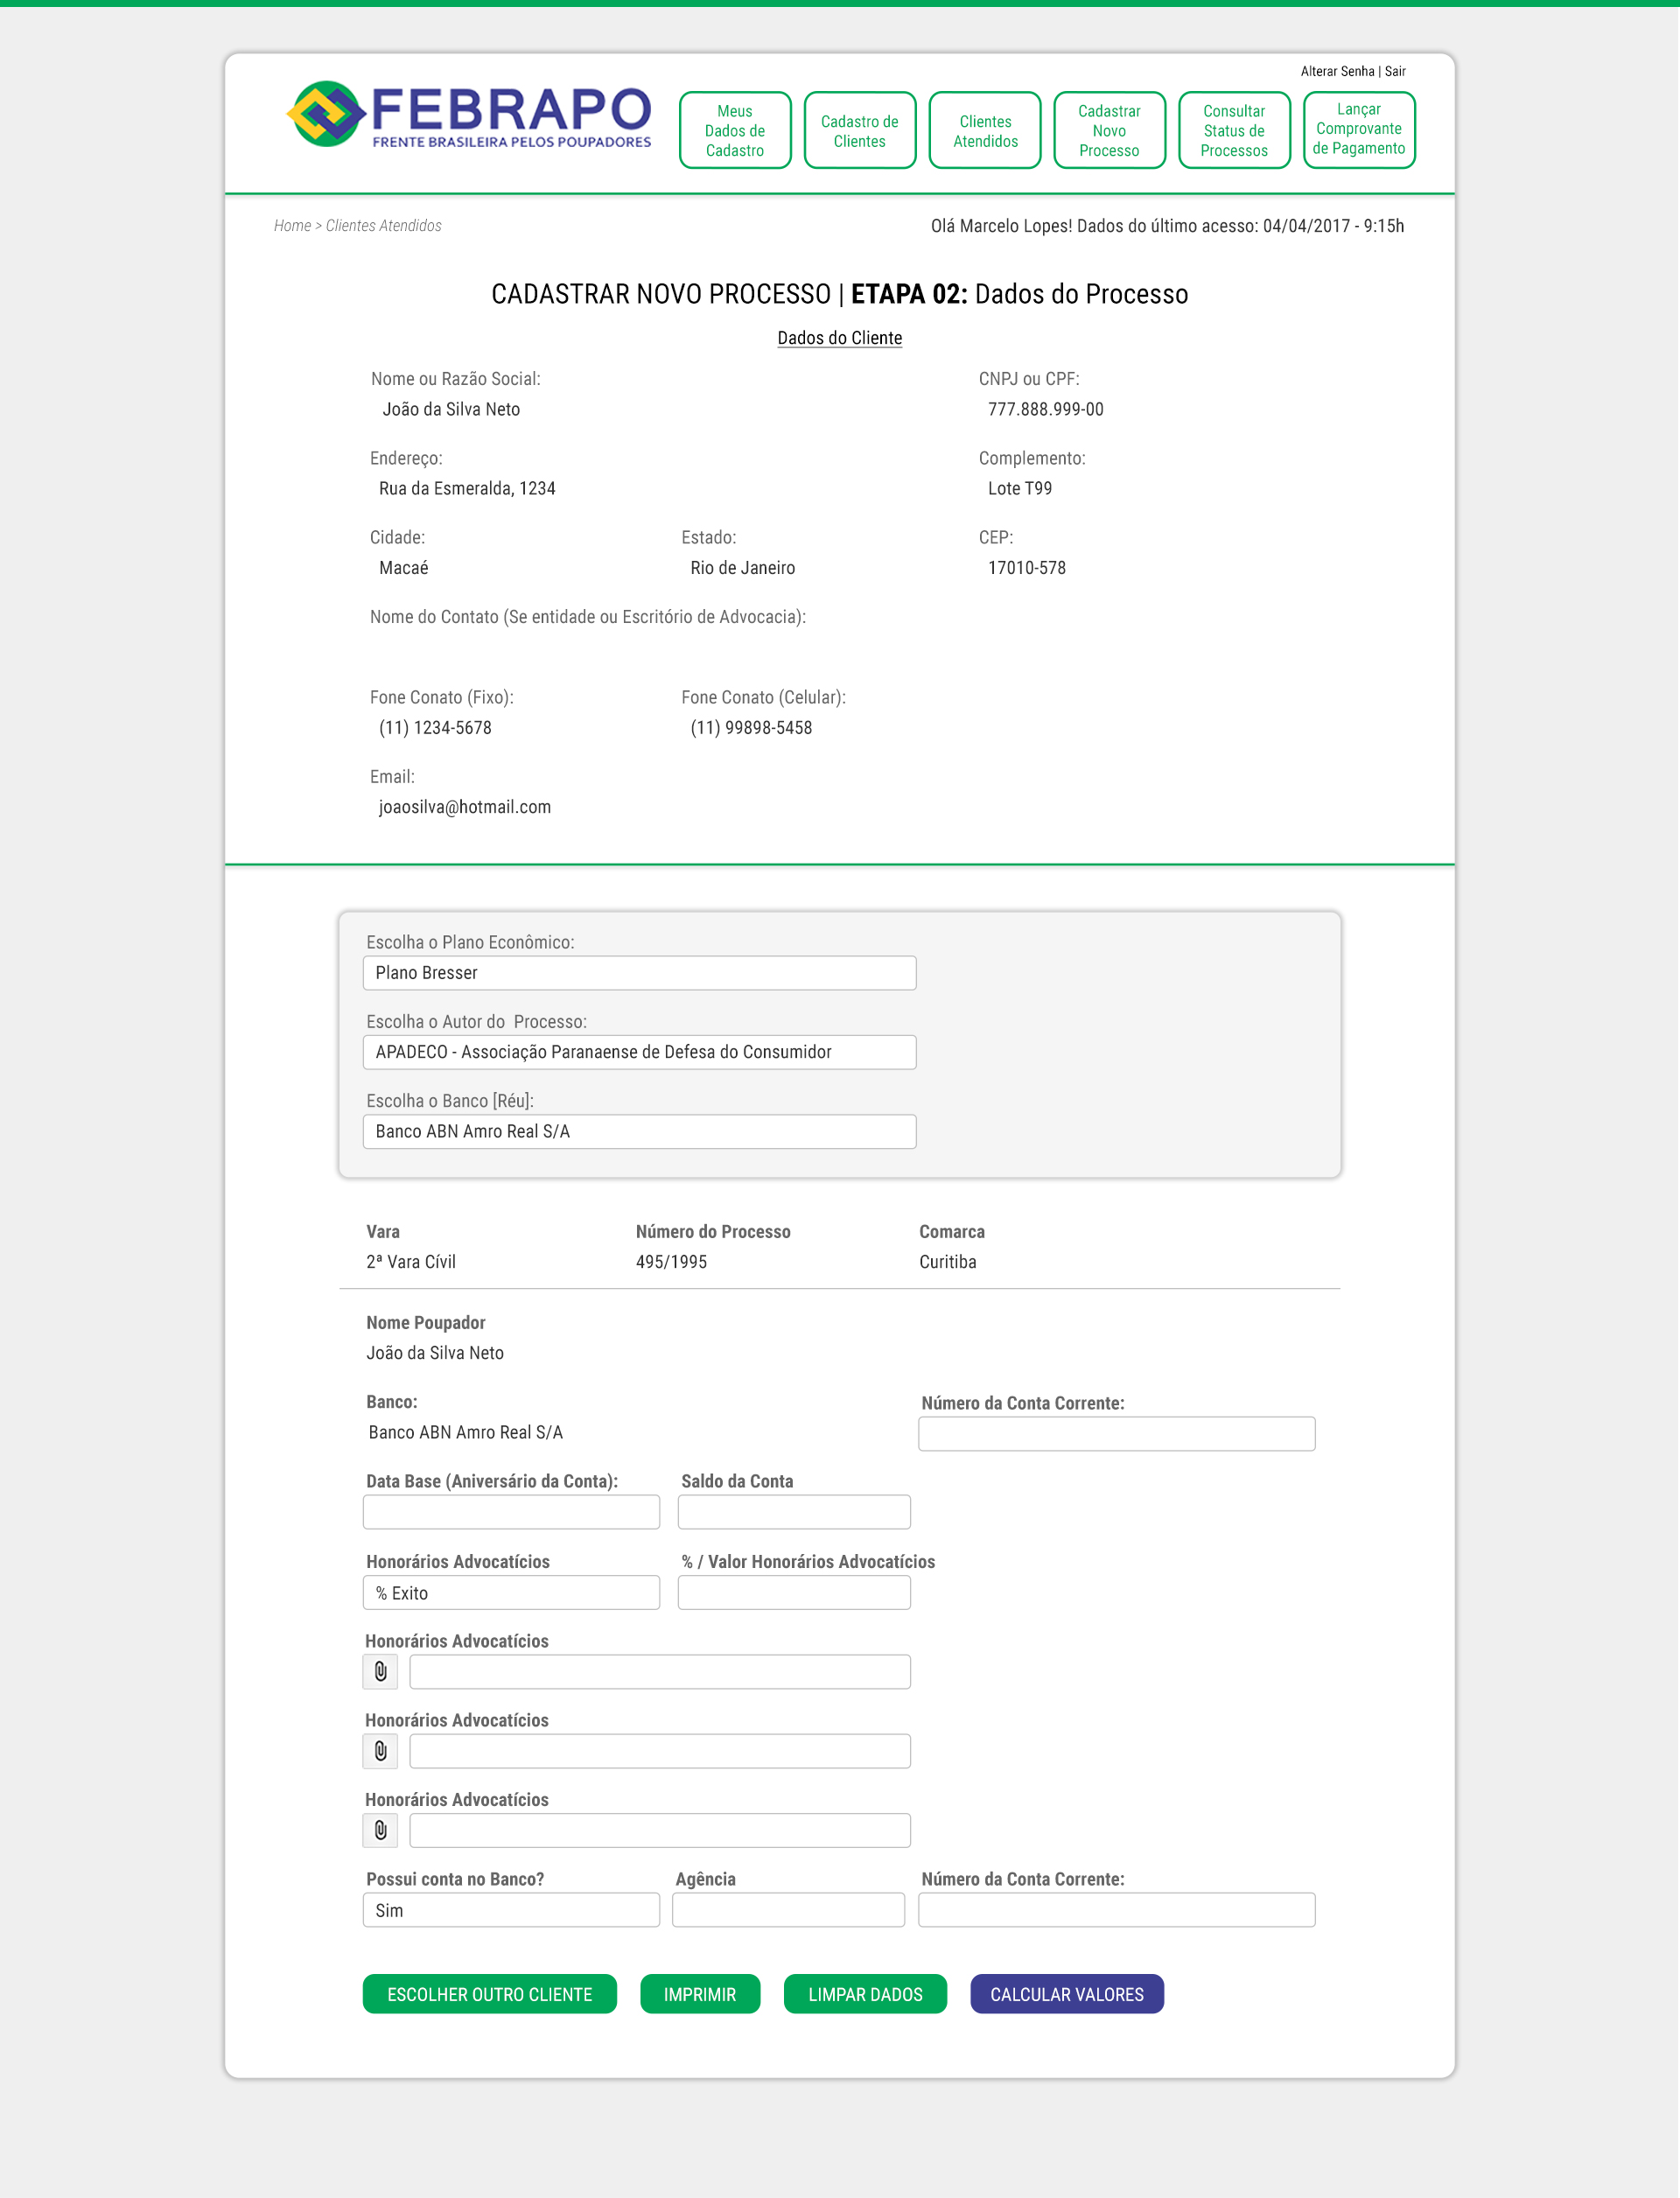 Alterar Senha | Sair
FEBRAPO
FRENTE BRASILEIRA PELOS POUPADORES
Meus
Dados de
Cadastro
Cadastro de
Clientes
Clientes
Atendidos
Cadastrar
Novo
Processo
Consultar
Status de
Processos
Lançar
Comprovante
de Pagamento
Home > Clientes Atendidos
Olá Marcelo Lopes! Dados do último acesso: 04/04/2017 - 9:15h
CADASTRAR NOVO PROCESSO | ETAPA 02: Dados do Processo
Dados do Cliente
Nome ou Razão Social:
CNPJ ou CPF:
João da Silva Neto
777.888.999-00
Endereço:
Complemento:
Rua da Esmeralda, 1234
Lote T99
Cidade:
Estado:
CEP:
Macaé
Rio de Janeiro
17010-578
Nome do Contato (Se entidade ou Escritório de Advocacia):
Fone Conato (Fixo):
Fone Conato (Celular):
(11) 1234-5678
(11) 99898-5458
Email:
joaosilva@hotmail.com
Escolha o Plano Econômico:
Plano Bresser
Escolha o Autor do  Processo:
APADECO - Associação Paranaense de Defesa do Consumidor
Escolha o Banco [Réu]:
Banco ABN Amro Real S/A
Vara
Número do Processo
Comarca
2ª Vara Cívil
495/1995
Curitiba
Nome Poupador
João da Silva Neto
Banco:
Número da Conta Corrente:
Banco ABN Amro Real S/A
Data Base (Aniversário da Conta):
Saldo da Conta
Honorários Advocatícios
% / Valor Honorários Advocatícios
% Exito
Honorários Advocatícios
Honorários Advocatícios
Honorários Advocatícios
Possui conta no Banco?
Agência
Número da Conta Corrente:
Sim
ESCOLHER OUTRO CLIENTE
IMPRIMIR
LIMPAR DADOS
CALCULAR VALORES